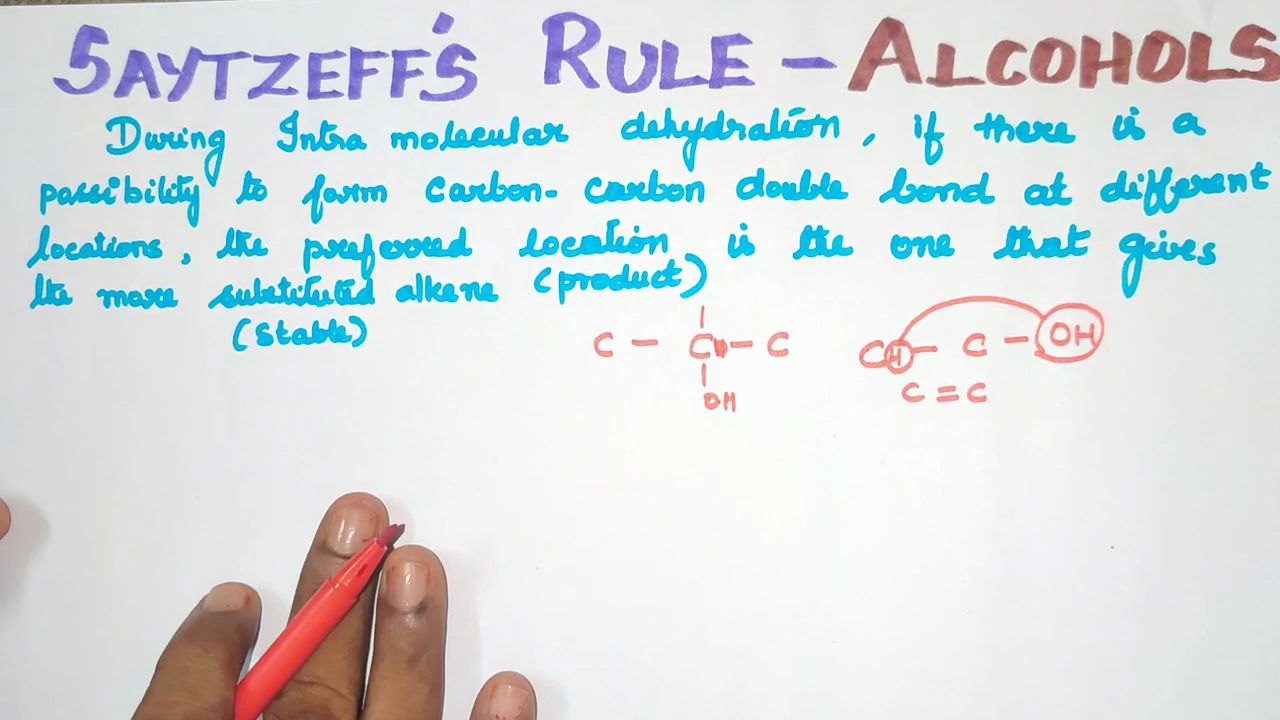 SAYTZEFF'S RULE - ALCOHOLS
During Intra molecular dehydration, if there is a
possibility to form carbon-carbon double bond at different
locations, the preferred location is the one that gives
the more substituted alkene (product)
(Stable)
C - C - C
OH
CH - C - OH
C = C